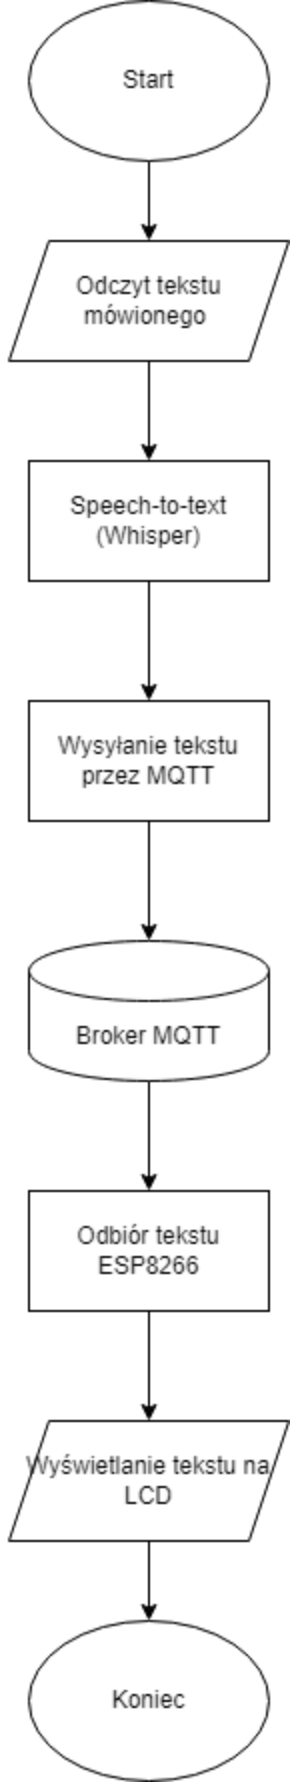 Start
Odczyt tekstu
mówionego
Speech-to-text
(Whisper)
Wysyłanie tekstu
przez MQTT
Broker MQTT
Odbiór tekstu
ESP8266
Wyświetlanie tekstu na
LCD
Koniec